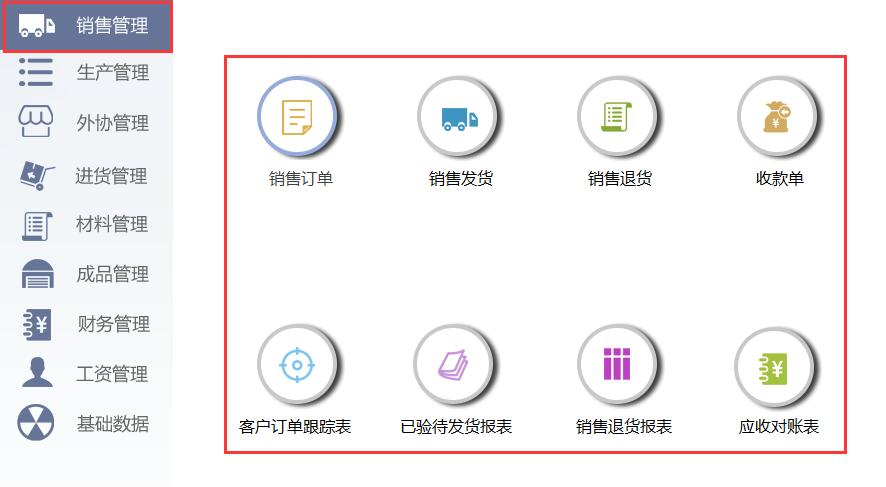 销售管理
生产管理
外协管理
进货管理
材料管理
成品管理
财务管理
工资管理
基础数据
销售订单
销售发货
销售退货
收款单
客户订单跟踪表
已验待发货报表
销售退货报表
应收对账表